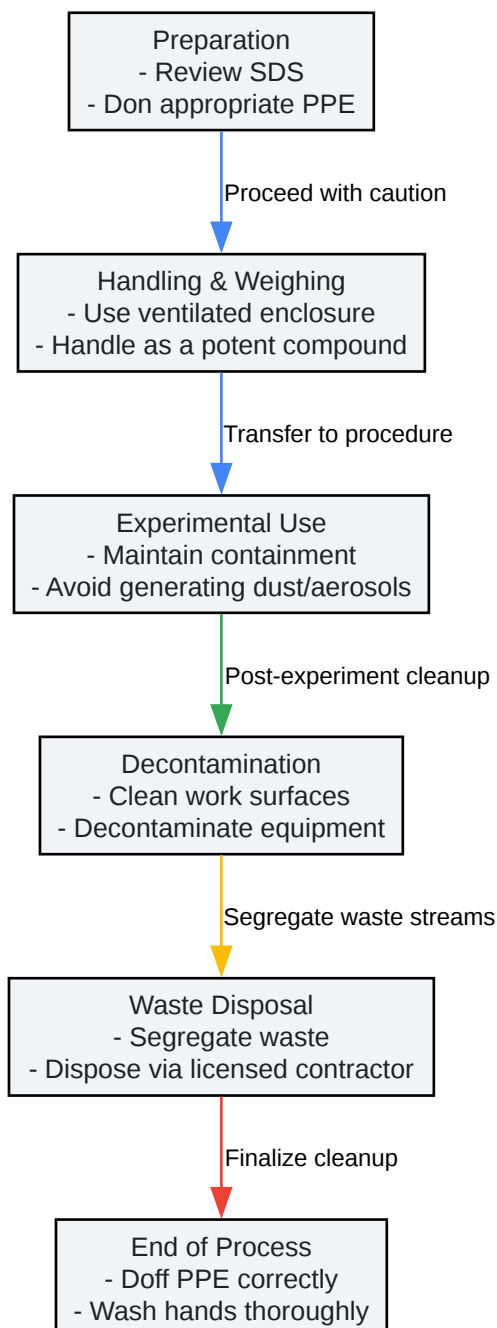 Preparation
- Review SDS
- Don appropriate PPE
Proceed with caution
Handling & Weighing
- Use ventilated enclosure
- Handle as a potent compound
Transfer to procedure
Experimental Use
- Maintain containment
- Avoid generating dust/aerosols
Post-experiment cleanup
Decontamination
- Clean work surfaces
- Decontaminate equipment
Segregate waste streams
Waste Disposal
- Segregate waste
- Dispose via licensed contractor
Finalize cleanup
End of Process
- Doff PPE correctly
- Wash hands thoroughly